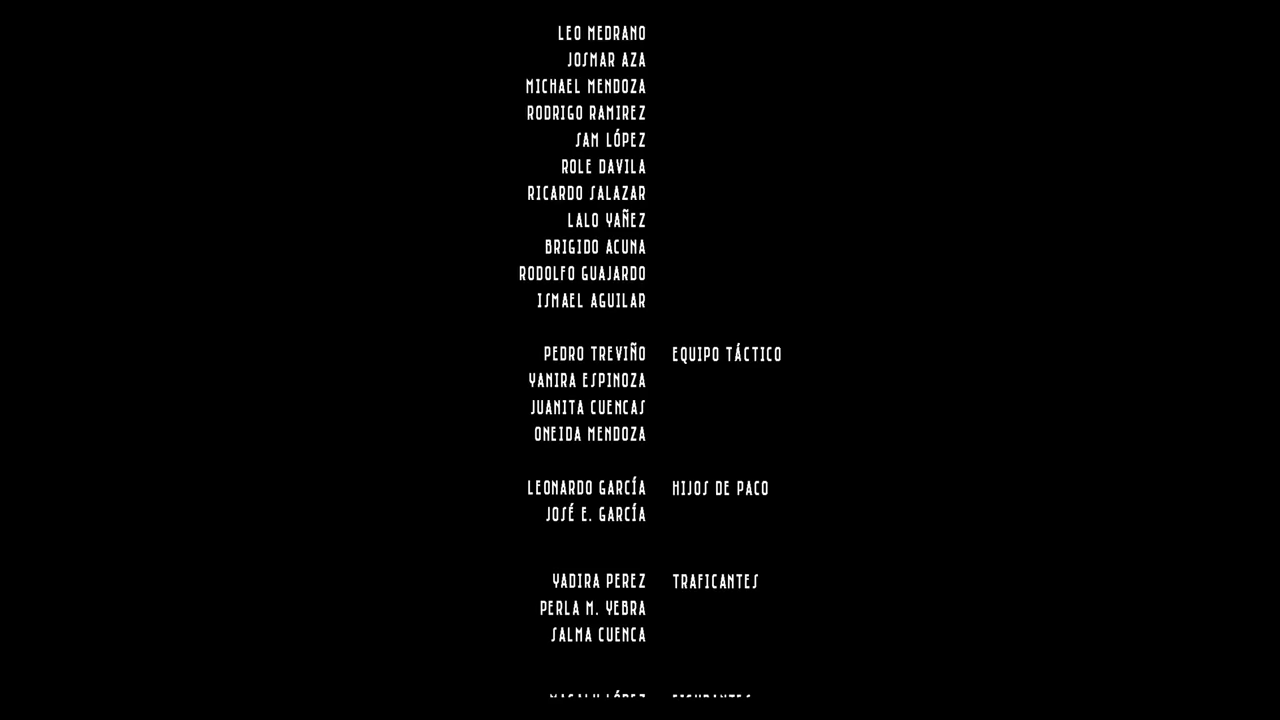 LEO MEDRANO
JOSMAR AZA
MICHAEL MENDOZA
RODRIGO RAMIREZ
SAM LÓPEZ
ROLE DAVILA
RICARDO SALAZAR
LALO YAÑEZ
BRIGIDO ACUNA
RODOLFO GUAJARDO
ISMAEL AGUILAR
PEDRO TREVIÑO EQUIPO TÁCTICO
YANIRA ESPINOZA
JUANITA CUENCAS
ONEIDA MENDOZA
LEONARDO GARCÍA HIJOS DE PACO
JOSÉ E. GARCÍA
YADIRA PEREZ TRAFICANTES
PERLA M. YEBRA
SALMA CUENCA